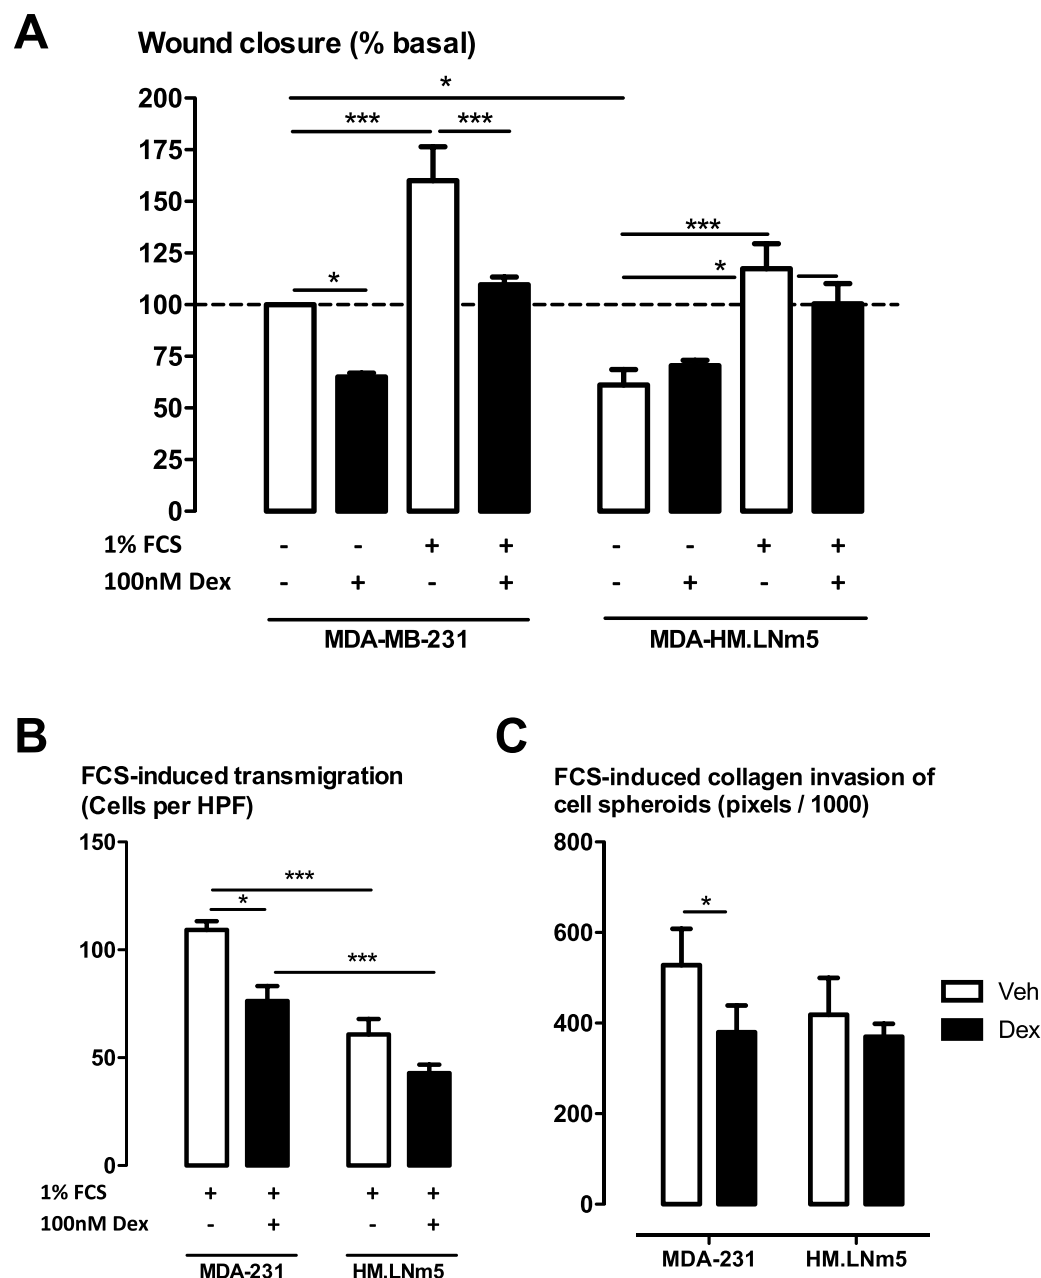 A
Wound closure (% basal)
*
200
*** ***
175
150
125
***
*
*
100
75
50
25
0
1% FCS - - + + - - + +
100nM Dex - + - + - + - +
MDA-MB-231 MDA-HM.LNm5
B
FCS-induced transmigration
(Cells per HPF)
150
***
*
100
***
50
0
1% FCS + + + +
100nM Dex - + - +
MDA-231 HM.LNm5
C
FCS-induced collagen invasion of
cell spheroids (pixels / 1000)
800
*
600
400
200
0
MDA-231 HM.LNm5
Veh
Dex